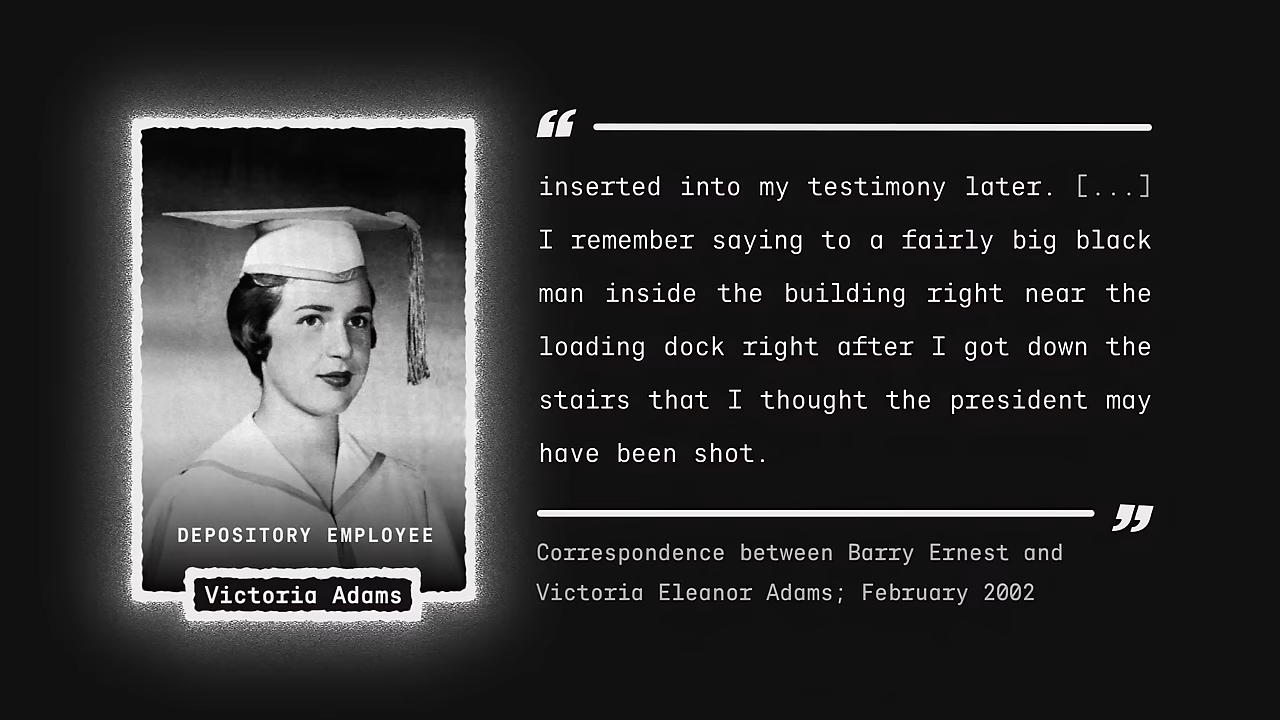 DEPOSITORY EMPLOYEE
Victoria Adams
“
inserted into my testimony later. [...]
I remember saying to a fairly big black
man inside the building right near the
loading dock right after I got down the
stairs that I thought the president may
have been shot.
”
Correspondence between Barry Ernest and
Victoria Eleanor Adams; February 2002